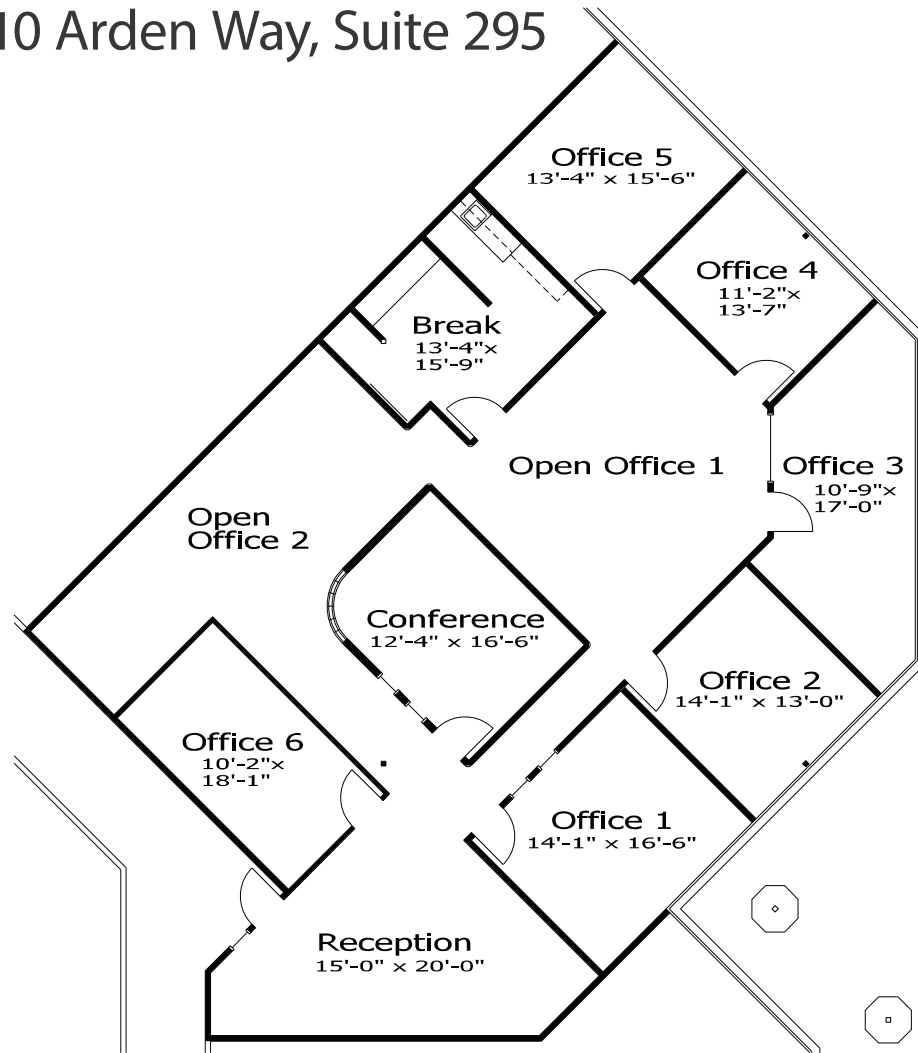 10 Arden Way, Suite 295
Office 5
13'-4" x 15'-6"
Office 4
11'-2"x
13'-7"
Break
13'-4"x
15'-9"
Open Office 1
Office 3
10'-9"x
17'-0"
Open
Office 2
Conference
12'-4" x 16'-6"
Office 2
14'-1" x 13'-0"
Office 6
10'-2"x
18'-1"
Office 1
14'-1" x 16'-6"
Reception
15'-0" x 20'-0"